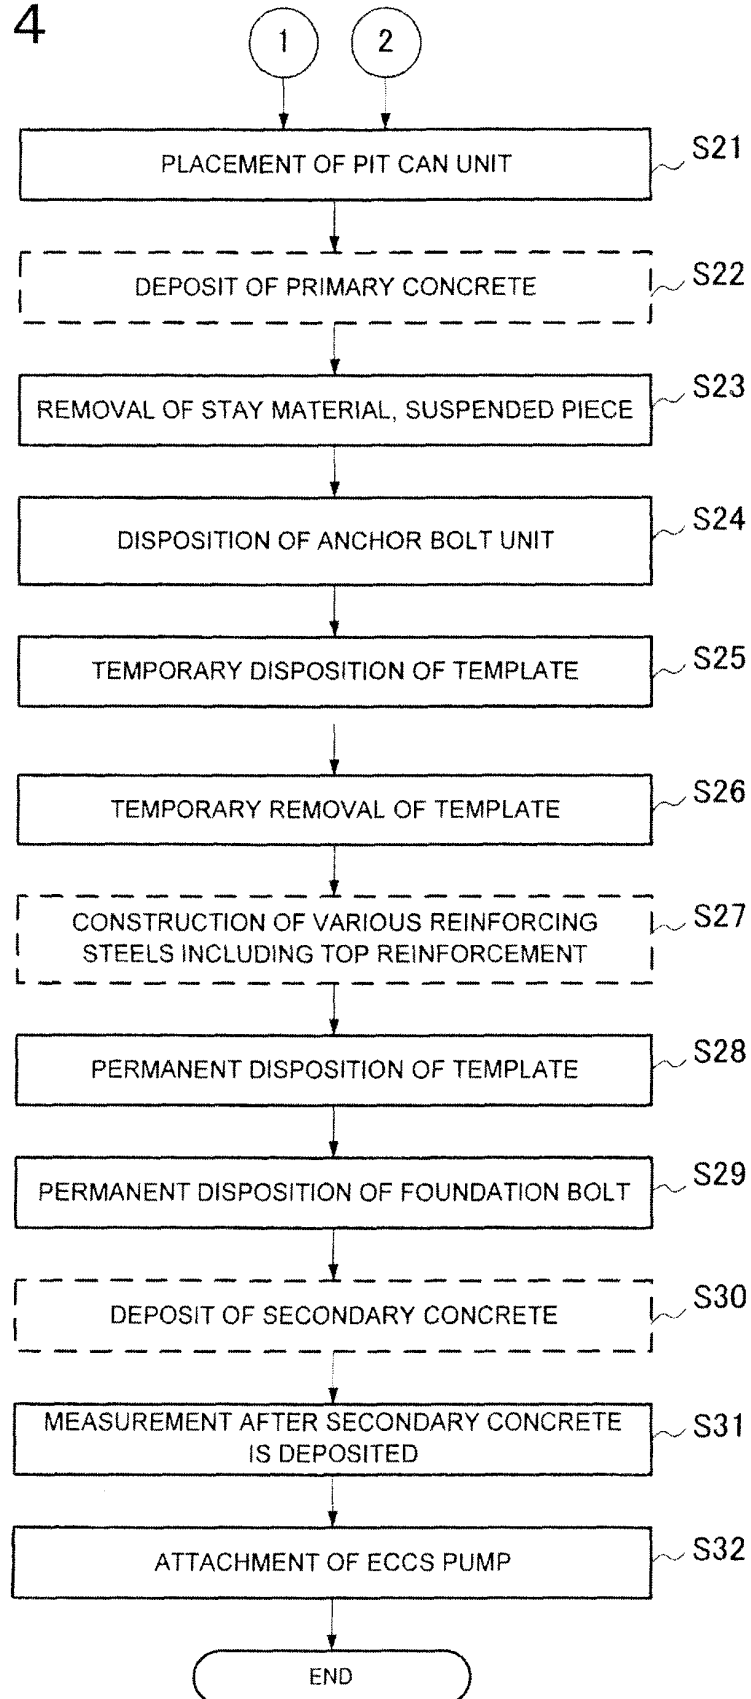 4
1 2
PLACEMENT OF PIT CAN UNIT S21
DEPOSIT OF PRIMARY CONCRETE S22
REMOVAL OF STAY MATERIAL, SUSPENDED PIECE S23
DISPOSITION OF ANCHOR BOLT UNIT S24
TEMPORARY DISPOSITION OF TEMPLATE S25
TEMPORARY REMOVAL OF TEMPLATE S26
CONSTRUCTION OF VARIOUS REINFORCING S27
STEELS INCLUDING TOP REINFORCEMENT
PERMANENT DISPOSITION OF TEMPLATE S28
PERMANENT DISPOSITION OF FOUNDATION BOLT S29
DEPOSIT OF SECONDARY CONCRETE S30
MEASUREMENT AFTER SECONDARY CONCRETE S31
IS DEPOSITED
ATTACHMENT OF ECCS PUMP S32
END